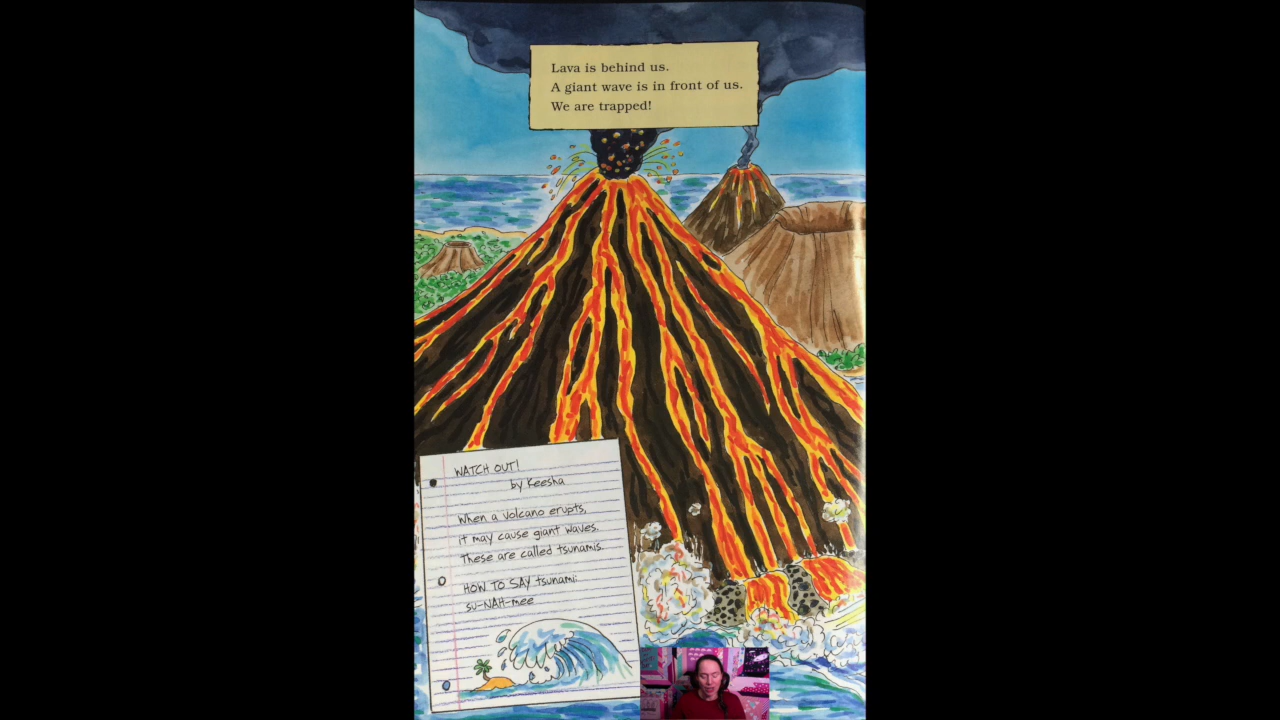 Lava is behind us.
A giant wave is in front of us.
We are trapped!
WATCH OUT!
by Keesha
When a volcano erupts,
it may cause giant waves.
These are called tsunamis.
HOW TO SAY tsunami:
su-NAH-mee